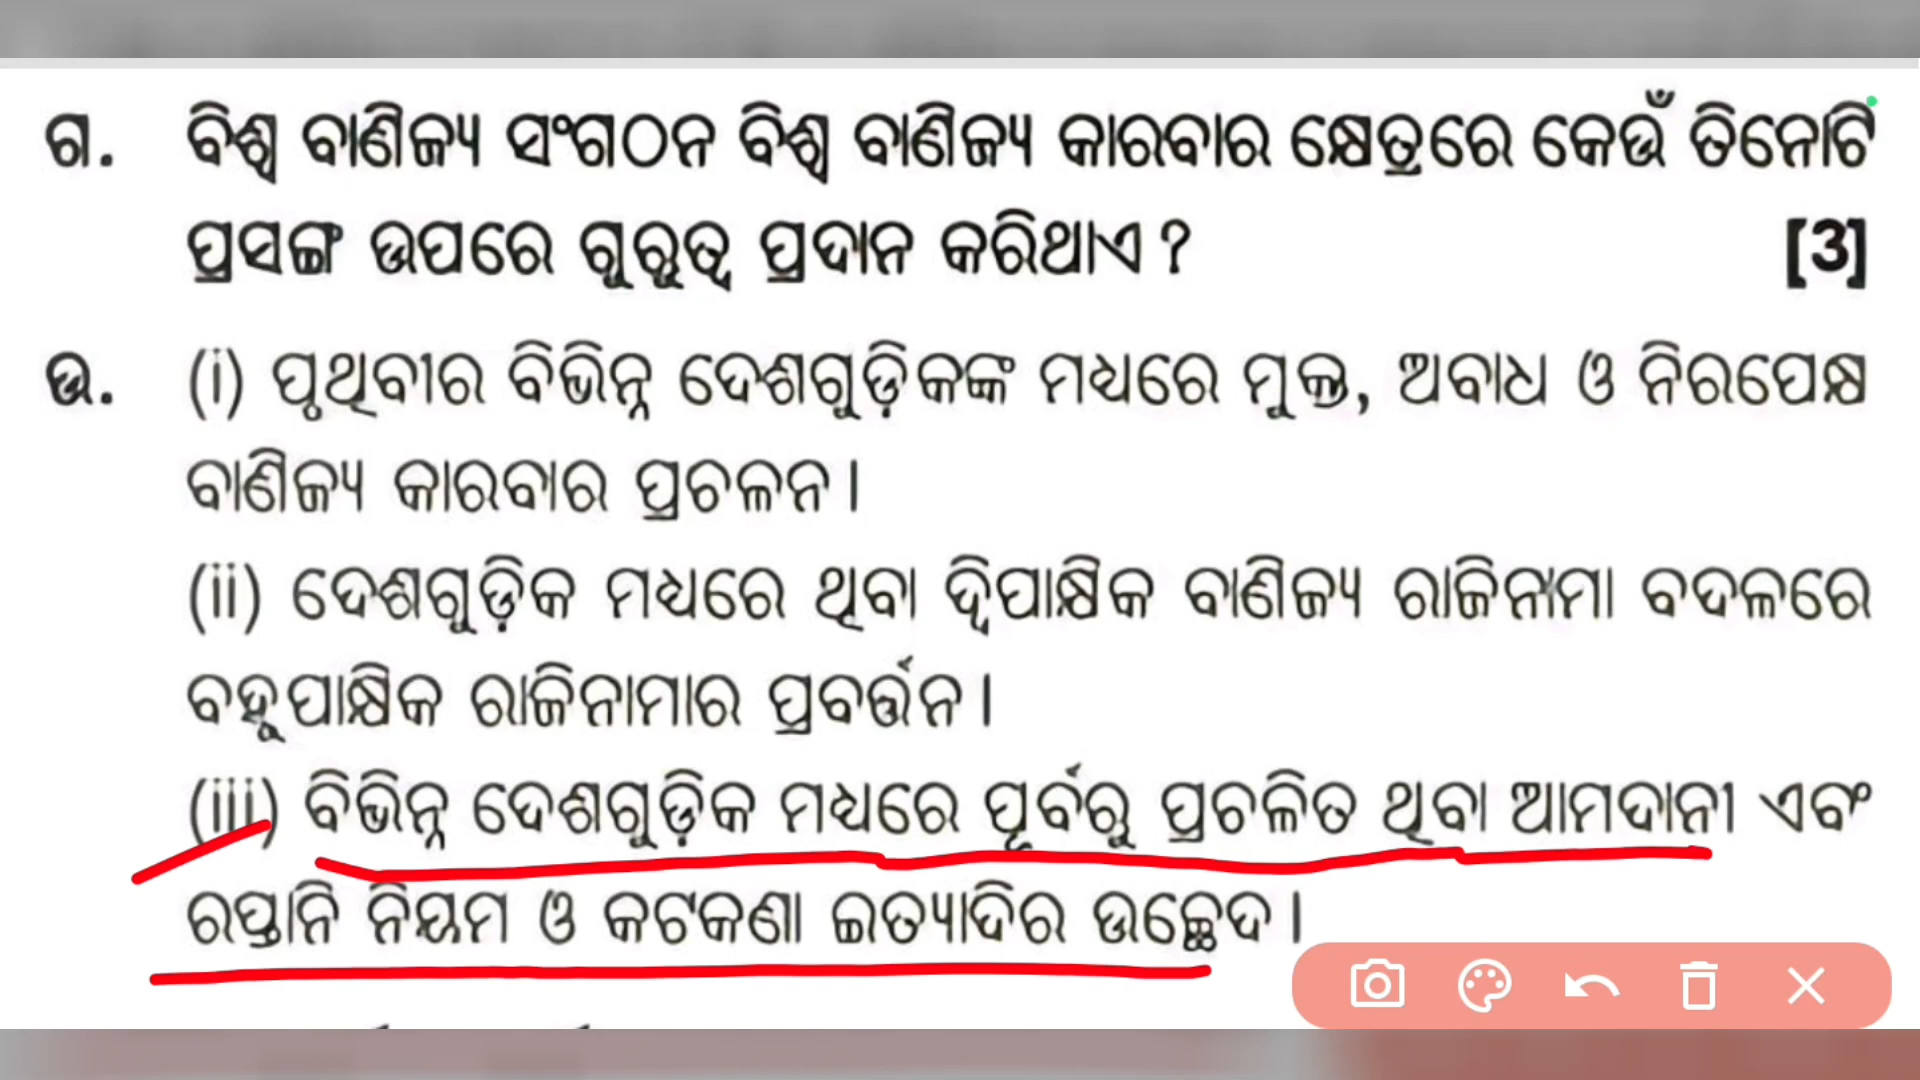 ଗ. ବିଶ୍ୱ ବାଣିଜ୍ୟ ସଂଗଠନ ବିଶ୍ୱ ବାଣିଜ୍ୟ କାରବାର କ୍ଷେତ୍ରରେ କେଉଁ ତିନୋଟି
ପ୍ରସଙ୍ଗ ଉପରେ ଗୁରୁତ୍ୱ ପ୍ରଦାନ କରିଥାଏ ? [3]
ଉ. (i) ପୃଥିବୀର ବିଭିନ୍ନ ଦେଶଗୁଡ଼ିକଙ୍କ ମଧ୍ୟରେ ମୁକ୍ତ, ଅବାଧ ଓ ନିରପେକ୍ଷ
ବାଣିଜ୍ୟ କାରବାର ପ୍ରଚଳନ ।
(ii) ଦେଶଗୁଡ଼ିକ ମଧ୍ୟରେ ଥିବା ଦ୍ୱିପାକ୍ଷିକ ବାଣିଜ୍ୟ ରାଜିନାମା ବଦଳରେ
ବହୁପାକ୍ଷିକ ରାଜିନାମାର ପ୍ରବର୍ତ୍ତନ ।
(iii) ବିଭିନ୍ନ ଦେଶଗୁଡ଼ିକ ମଧ୍ୟରେ ପୂର୍ବରୁ ପ୍ରଚଳିତ ଥିବା ଆମଦାନୀ ଏବଂ
ରପ୍ତାନି ନିୟମ ଓ କଟକଣା ଇତ୍ୟାଦିର ଉଚ୍ଛେଦ ।